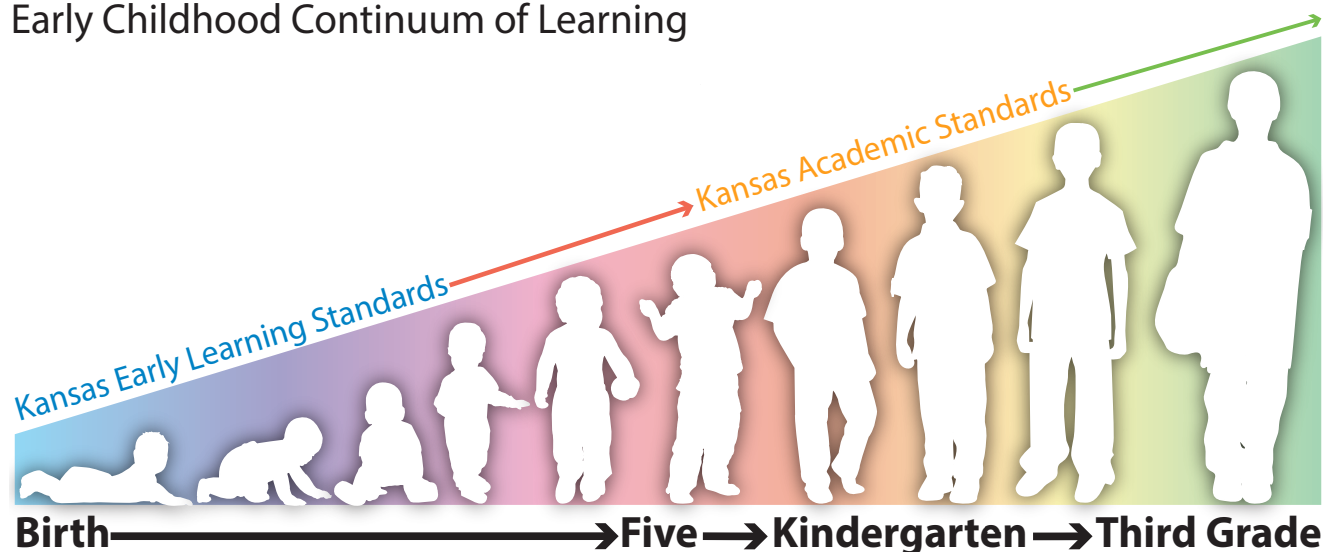 Early Childhood Continuum of Learning
Kansas Early Learning Standards
Kansas Academic Standards
Birth Five Kindergarten Third Grade